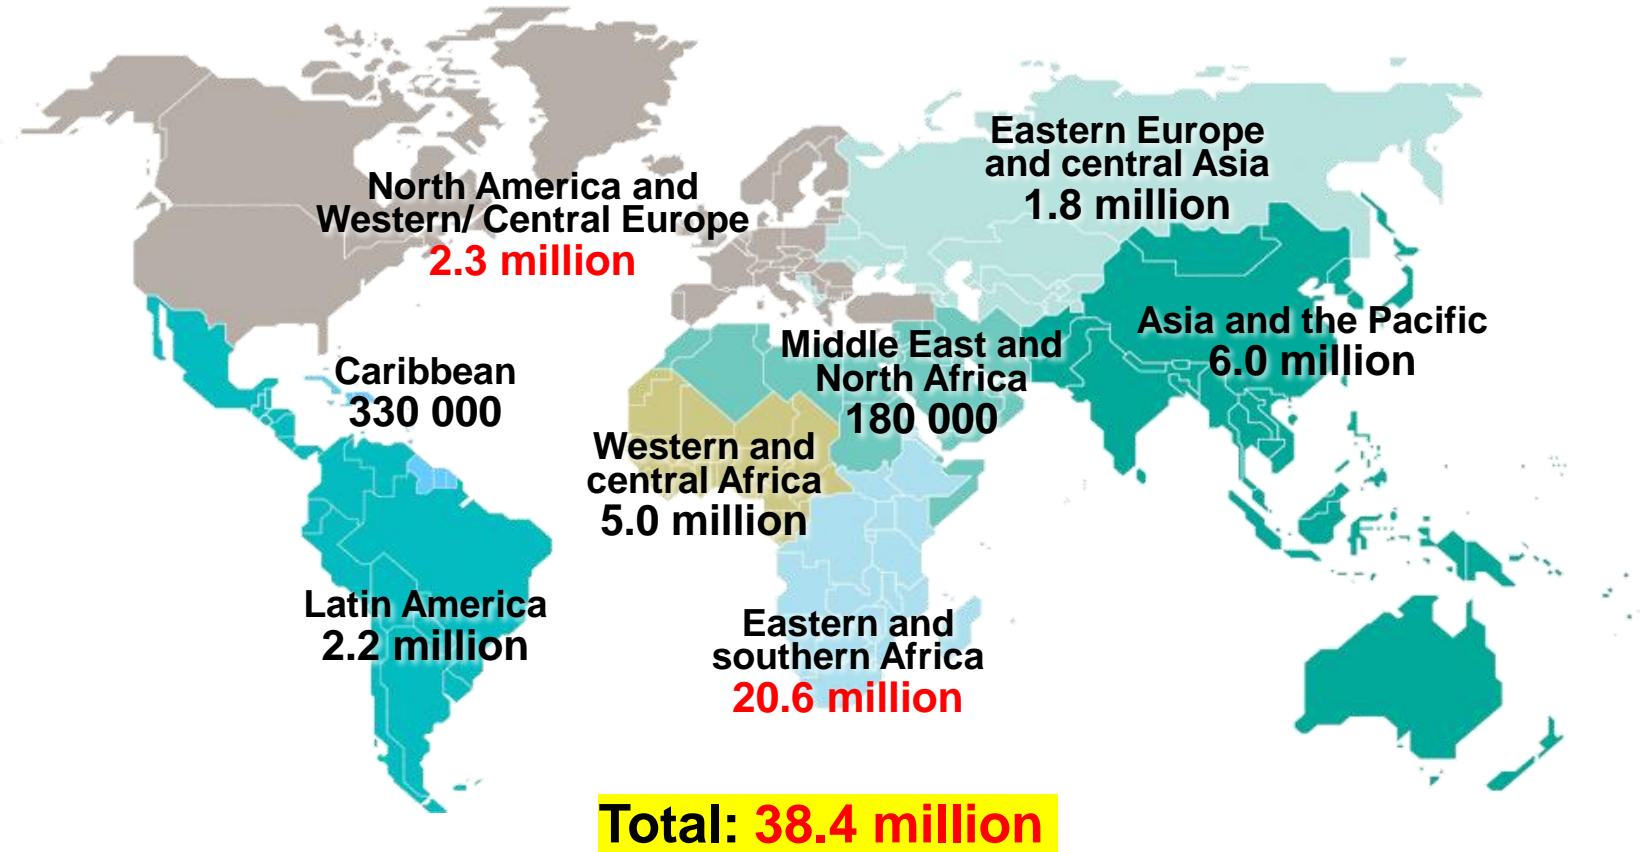 North America and
Western/ Central Europe
2.3 million
Eastern Europe
and central Asia
1.8 million
Caribbean
330 000
Middle East and
North Africa
180 000
Asia and the Pacific
6.0 million
Western and
central Africa
5.0 million
Latin America
2.2 million
Eastern and
southern Africa
20.6 million
Total: 38.4 million